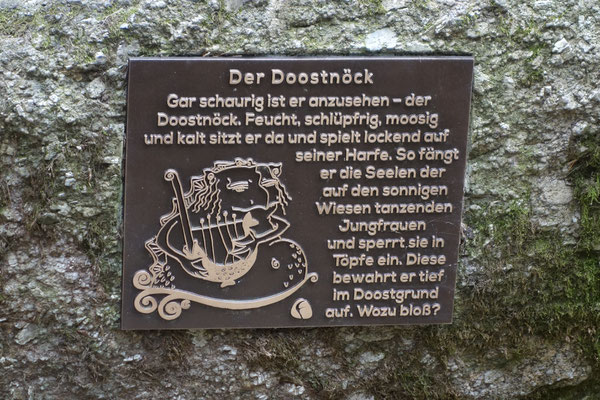 Der Doostnöck
Gar schaurig ist er anzusehen – der
Doostnöck. Feucht, schlüpfrig, moosig
und kalt sitzt er da und spielt lockend auf
seiner Harfe. So fängt
er die Seelen der
auf den sonnigen
Wiesen tanzenden
Jungfrauen
und sperrt sie in
Töpfe ein. Diese
bewahrt er tief
im Doostgrund
auf. Wozu bloß?